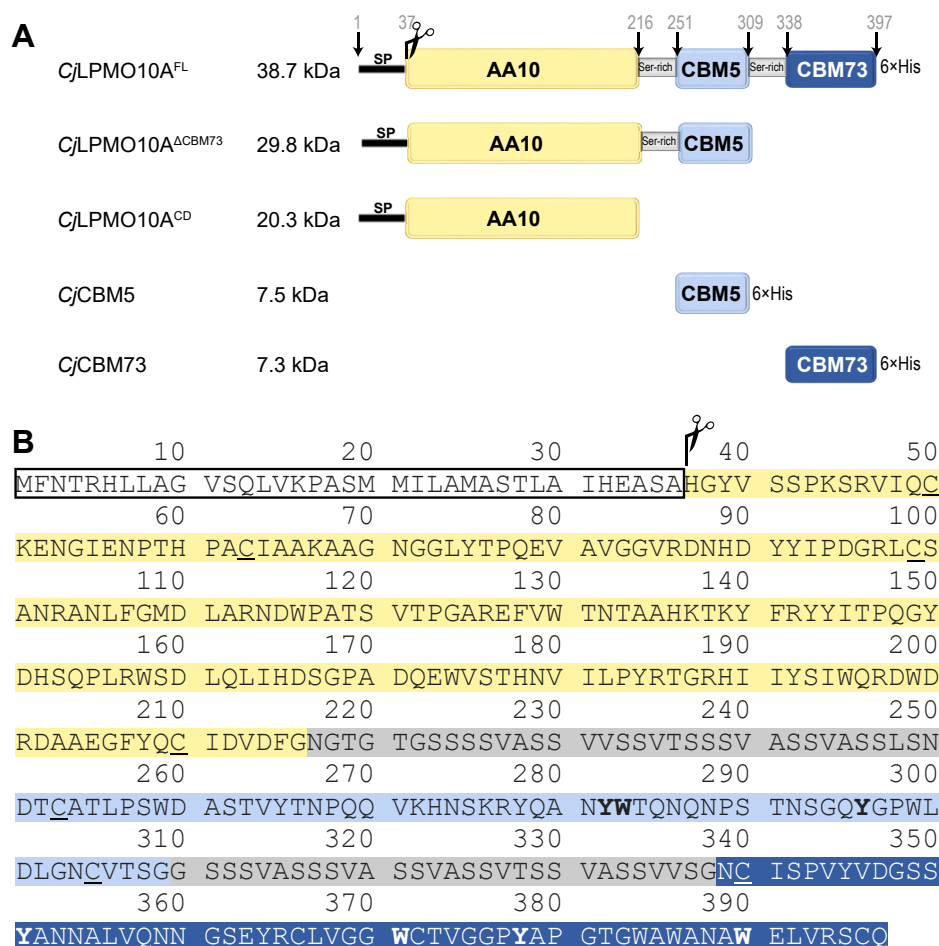 A
1 37 216 251 309 338 397
CjLPMO10A^FL 38.7 kDa SP AA10 Ser-rich CBM5 Ser-rich CBM73 6×His
CjLPMO10A^ΔCBM73 29.8 kDa SP AA10 Ser-rich CBM5
CjLPMO10A^CD 20.3 kDa SP AA10
CjCBM5 7.5 kDa CBM5 6×His
CjCBM73 7.3 kDa CBM73 6×His
B
10 20 30 40 50
MFNTRHLLAG VSQLVKPASM MILAMASTLA IHEASAHGYV SSPKSRVIQC
60 70 80 90 100
KENGIENPTH PACIAAKAAG NGGLYTPQEV AVGGVRDNHD YYIPDGRLCS
110 120 130 140 150
ANRANLFGMD LARNDWPATS VTPGAREFVW TNTAAHKTKY FRYYITPQGY
160 170 180 190 200
DHSQPLRWSD LQLIHDSGPA DQEWVSTHNV ILPYRTGRHI IYSIWQRDWD
210 220 230 240 250
RDAAEGFYQC IDVDFGNGTG TGSSSSVASS VVSSVTSSSV ASSVASSLSN
260 270 280 290 300
DTCATLPSWD ASTVYTNPQQ VKHNSKRYQA NYWTQNQNPS TNSGQYGPWL
310 320 330 340 350
DLGNCVTSGG SSSVASSSVA SSVASSVTSS VASSVVSGNC ISPVYVDGSS
360 370 380 390
YANNALVQNN GSEYRCLVGG WCTVGGPYAP GTGWAWANAW ELVRSCQ